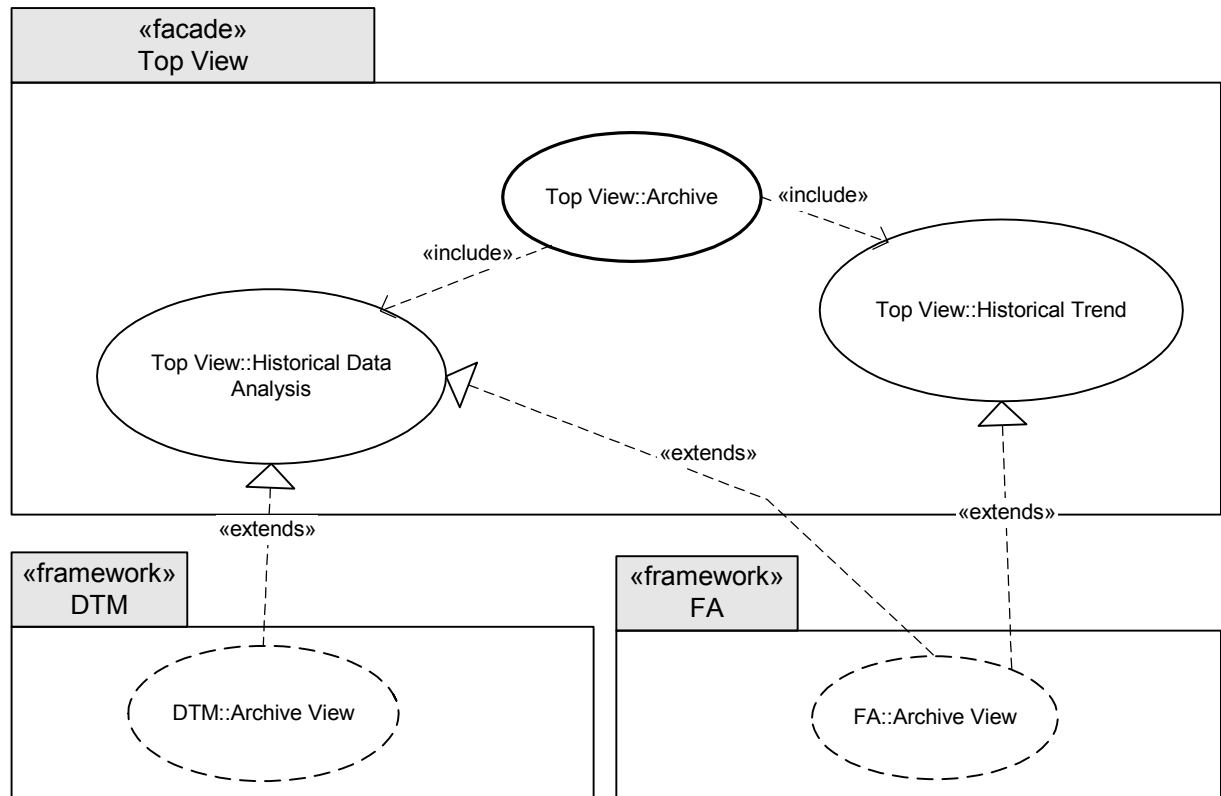 «facade»
Top View
Top View::Archive
«include»
«include»
Top View::Historical Trend
Top View::Historical Data
Analysis
«extends»
«extends»
«extends»
«framework»
DTM
«framework»
FA
DTM::Archive View
FA::Archive View